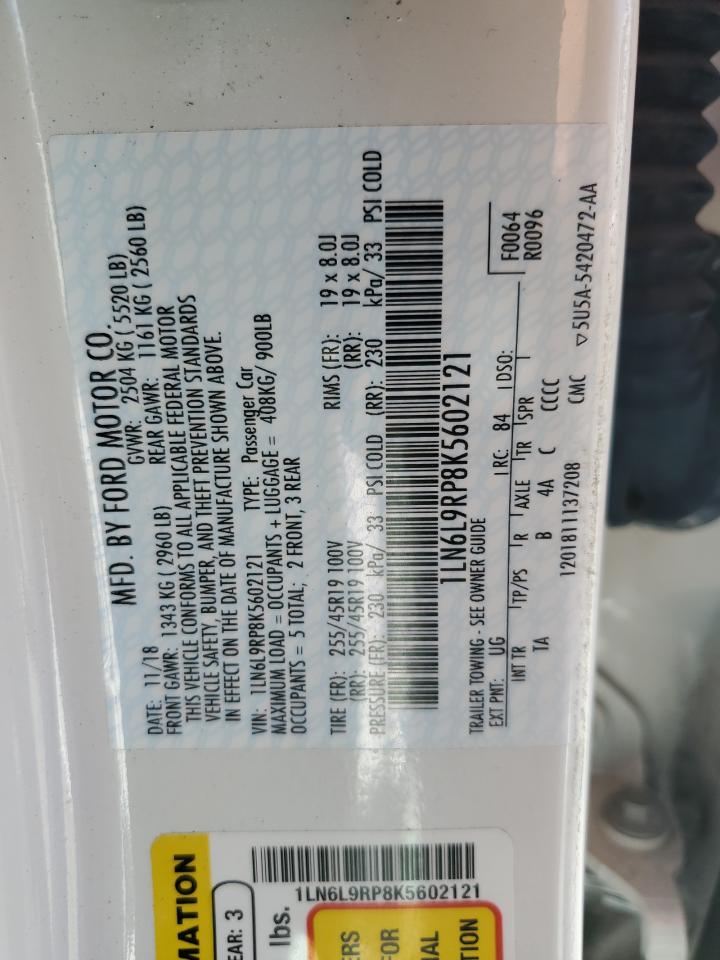 MFD. BY FORD MOTOR CO.
DATE: 11/18 GVWR: 2504 KG ( 5520 LB)
FRONT GAWR: 1343 KG ( 2960 LB) REAR GAWR: 1161 KG ( 2560 LB)
THIS VEHICLE CONFORMS TO ALL APPLICABLE FEDERAL MOTOR
VEHICLE SAFETY, BUMPER, AND THEFT PREVENTION STANDARDS
IN EFFECT ON THE DATE OF MANUFACTURE SHOWN ABOVE.
VIN: 1LN6L9RP8K5602121 TYPE: Passenger Car
MAXIMUM LOAD = OCCUPANTS + LUGGAGE = 408KG/ 900LB
OCCUPANTS = 5 TOTAL; 2 FRONT, 3 REAR
TIRE (FR): 255/45R19 100V RIMS (FR): 19 x 8.0J
(RR): 255/45R19 100V (RR): 19 x 8.0J
PRESSURE (FR): 230 kPa/ 33 PSI COLD (RR): 230 kPa/ 33 PSI COLD
1LN6L9RP8K5602121
TRAILER TOWING - SEE OWNER GUIDE
EXT PNT: UG RC: 84 DSO: F0064
INT TR TP/PS R AXLE TR SPR R0096
TA B 4A C CCCC
1201811137208 CMC ▽5U5A-5420472-AA
MATION
EAR: 3
lbs.
1LN6L9RP8K5602121
ERS
FOR
IAL
TION